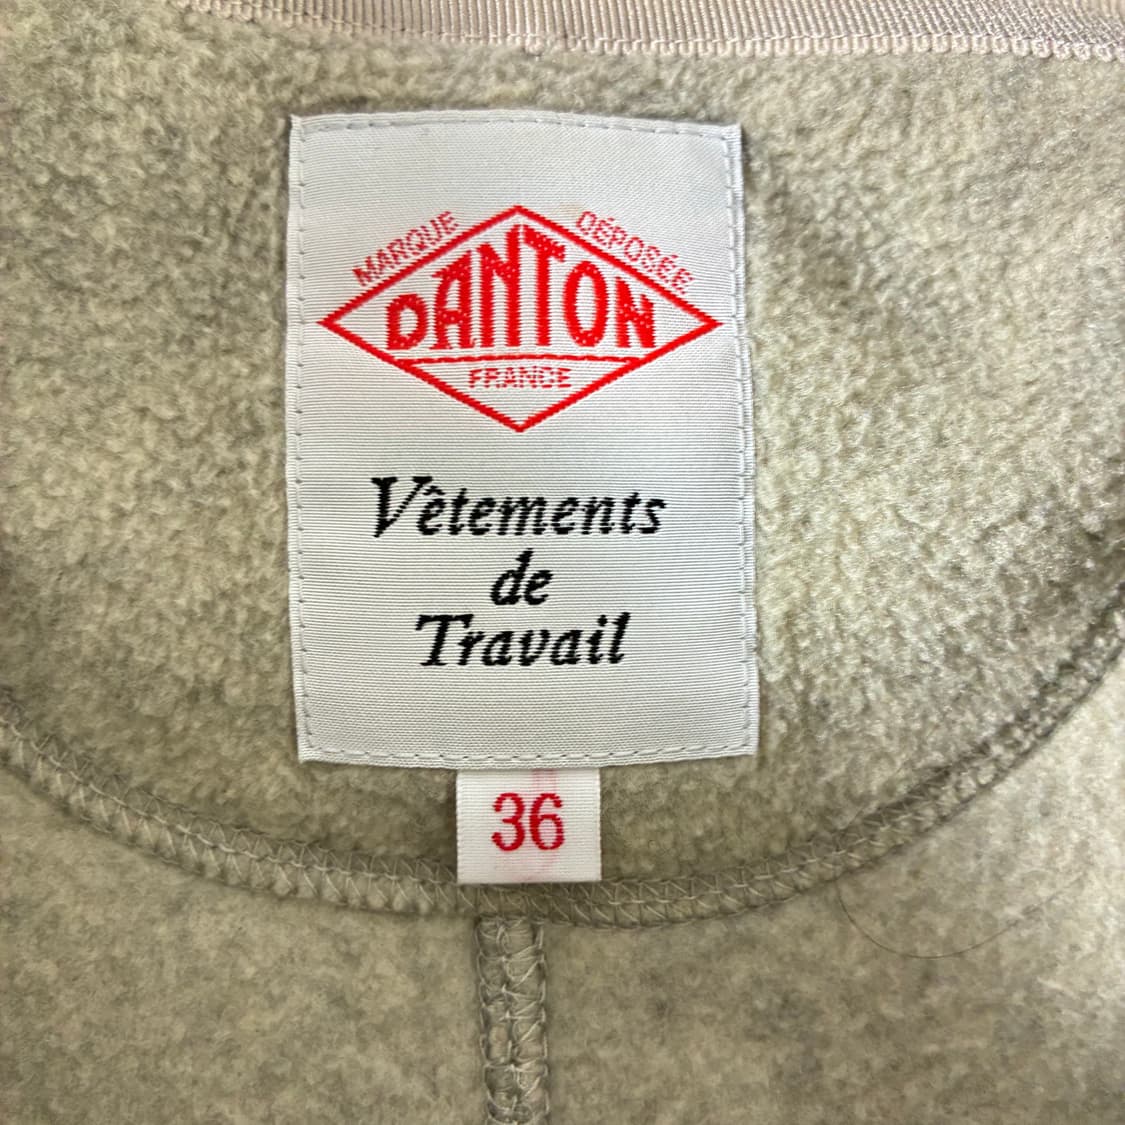 MARQUE DÉPOSÉE
DANTON
FRANCE
Vêtements
de
Travail
36